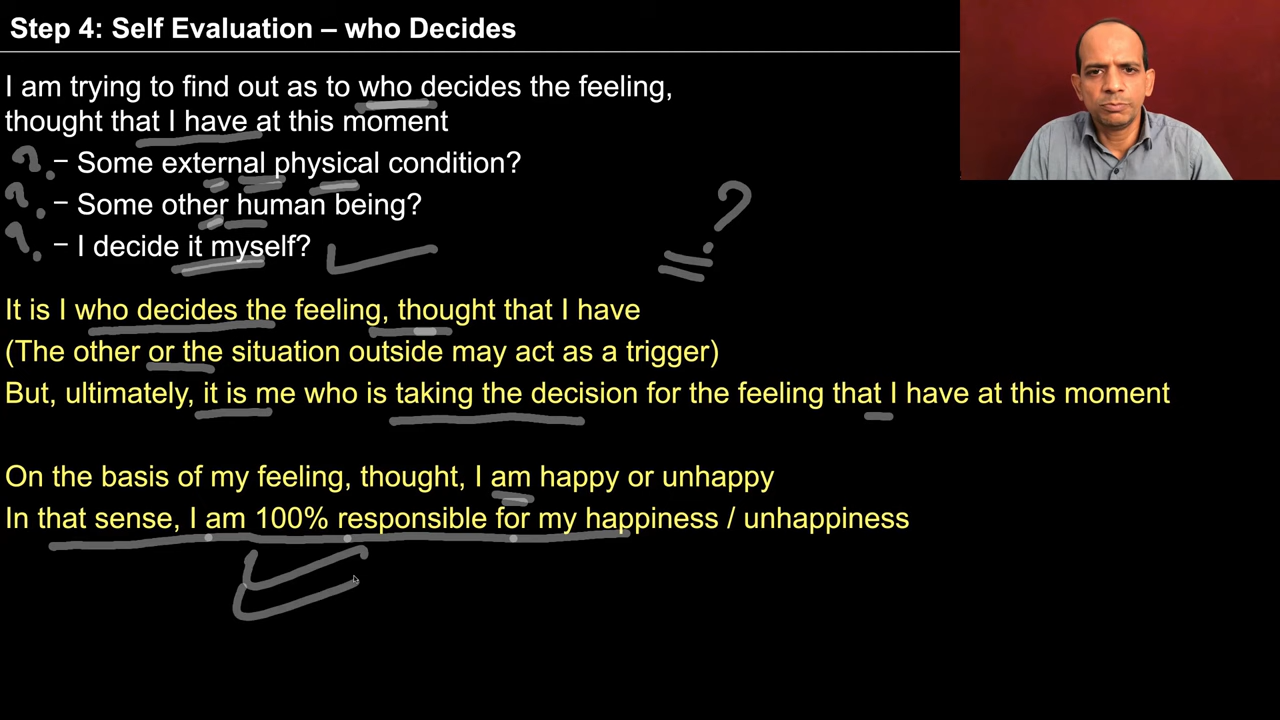 Step 4: Self Evaluation – who Decides
I am trying to find out as to who decides the feeling,
thought that I have at this moment
? – Some external physical condition?
? – Some other human being?
? – I decide it myself?
?
It is I who decides the feeling, thought that I have
(The other or the situation outside may act as a trigger)
But, ultimately, it is me who is taking the decision for the feeling that I have at this moment
On the basis of my feeling, thought, I am happy or unhappy
In that sense, I am 100% responsible for my happiness / unhappiness